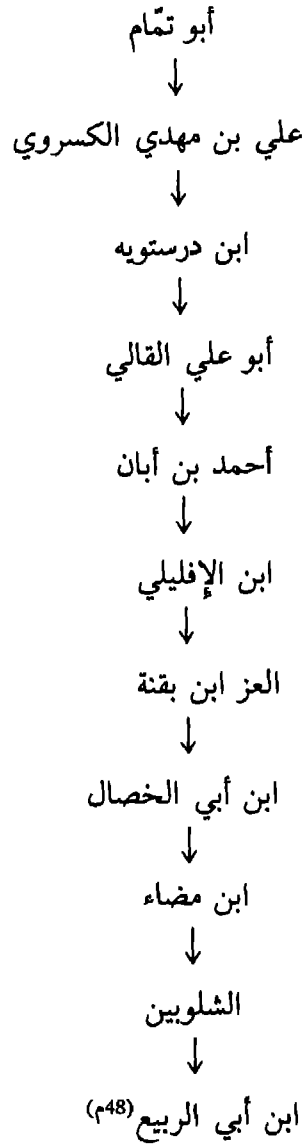 أبو تمّام
↓
علي بن مهدي الكسروي
↓
ابن درستويه
↓
أبو علي القالي
↓
أحمد بن أبان
↓
ابن الإفليلي
↓
العز ابن بقنة
↓
ابن أبي الخصال
↓
ابن مضاء
↓
الشلوبين
↓
ابن أبي الربيع(48م)